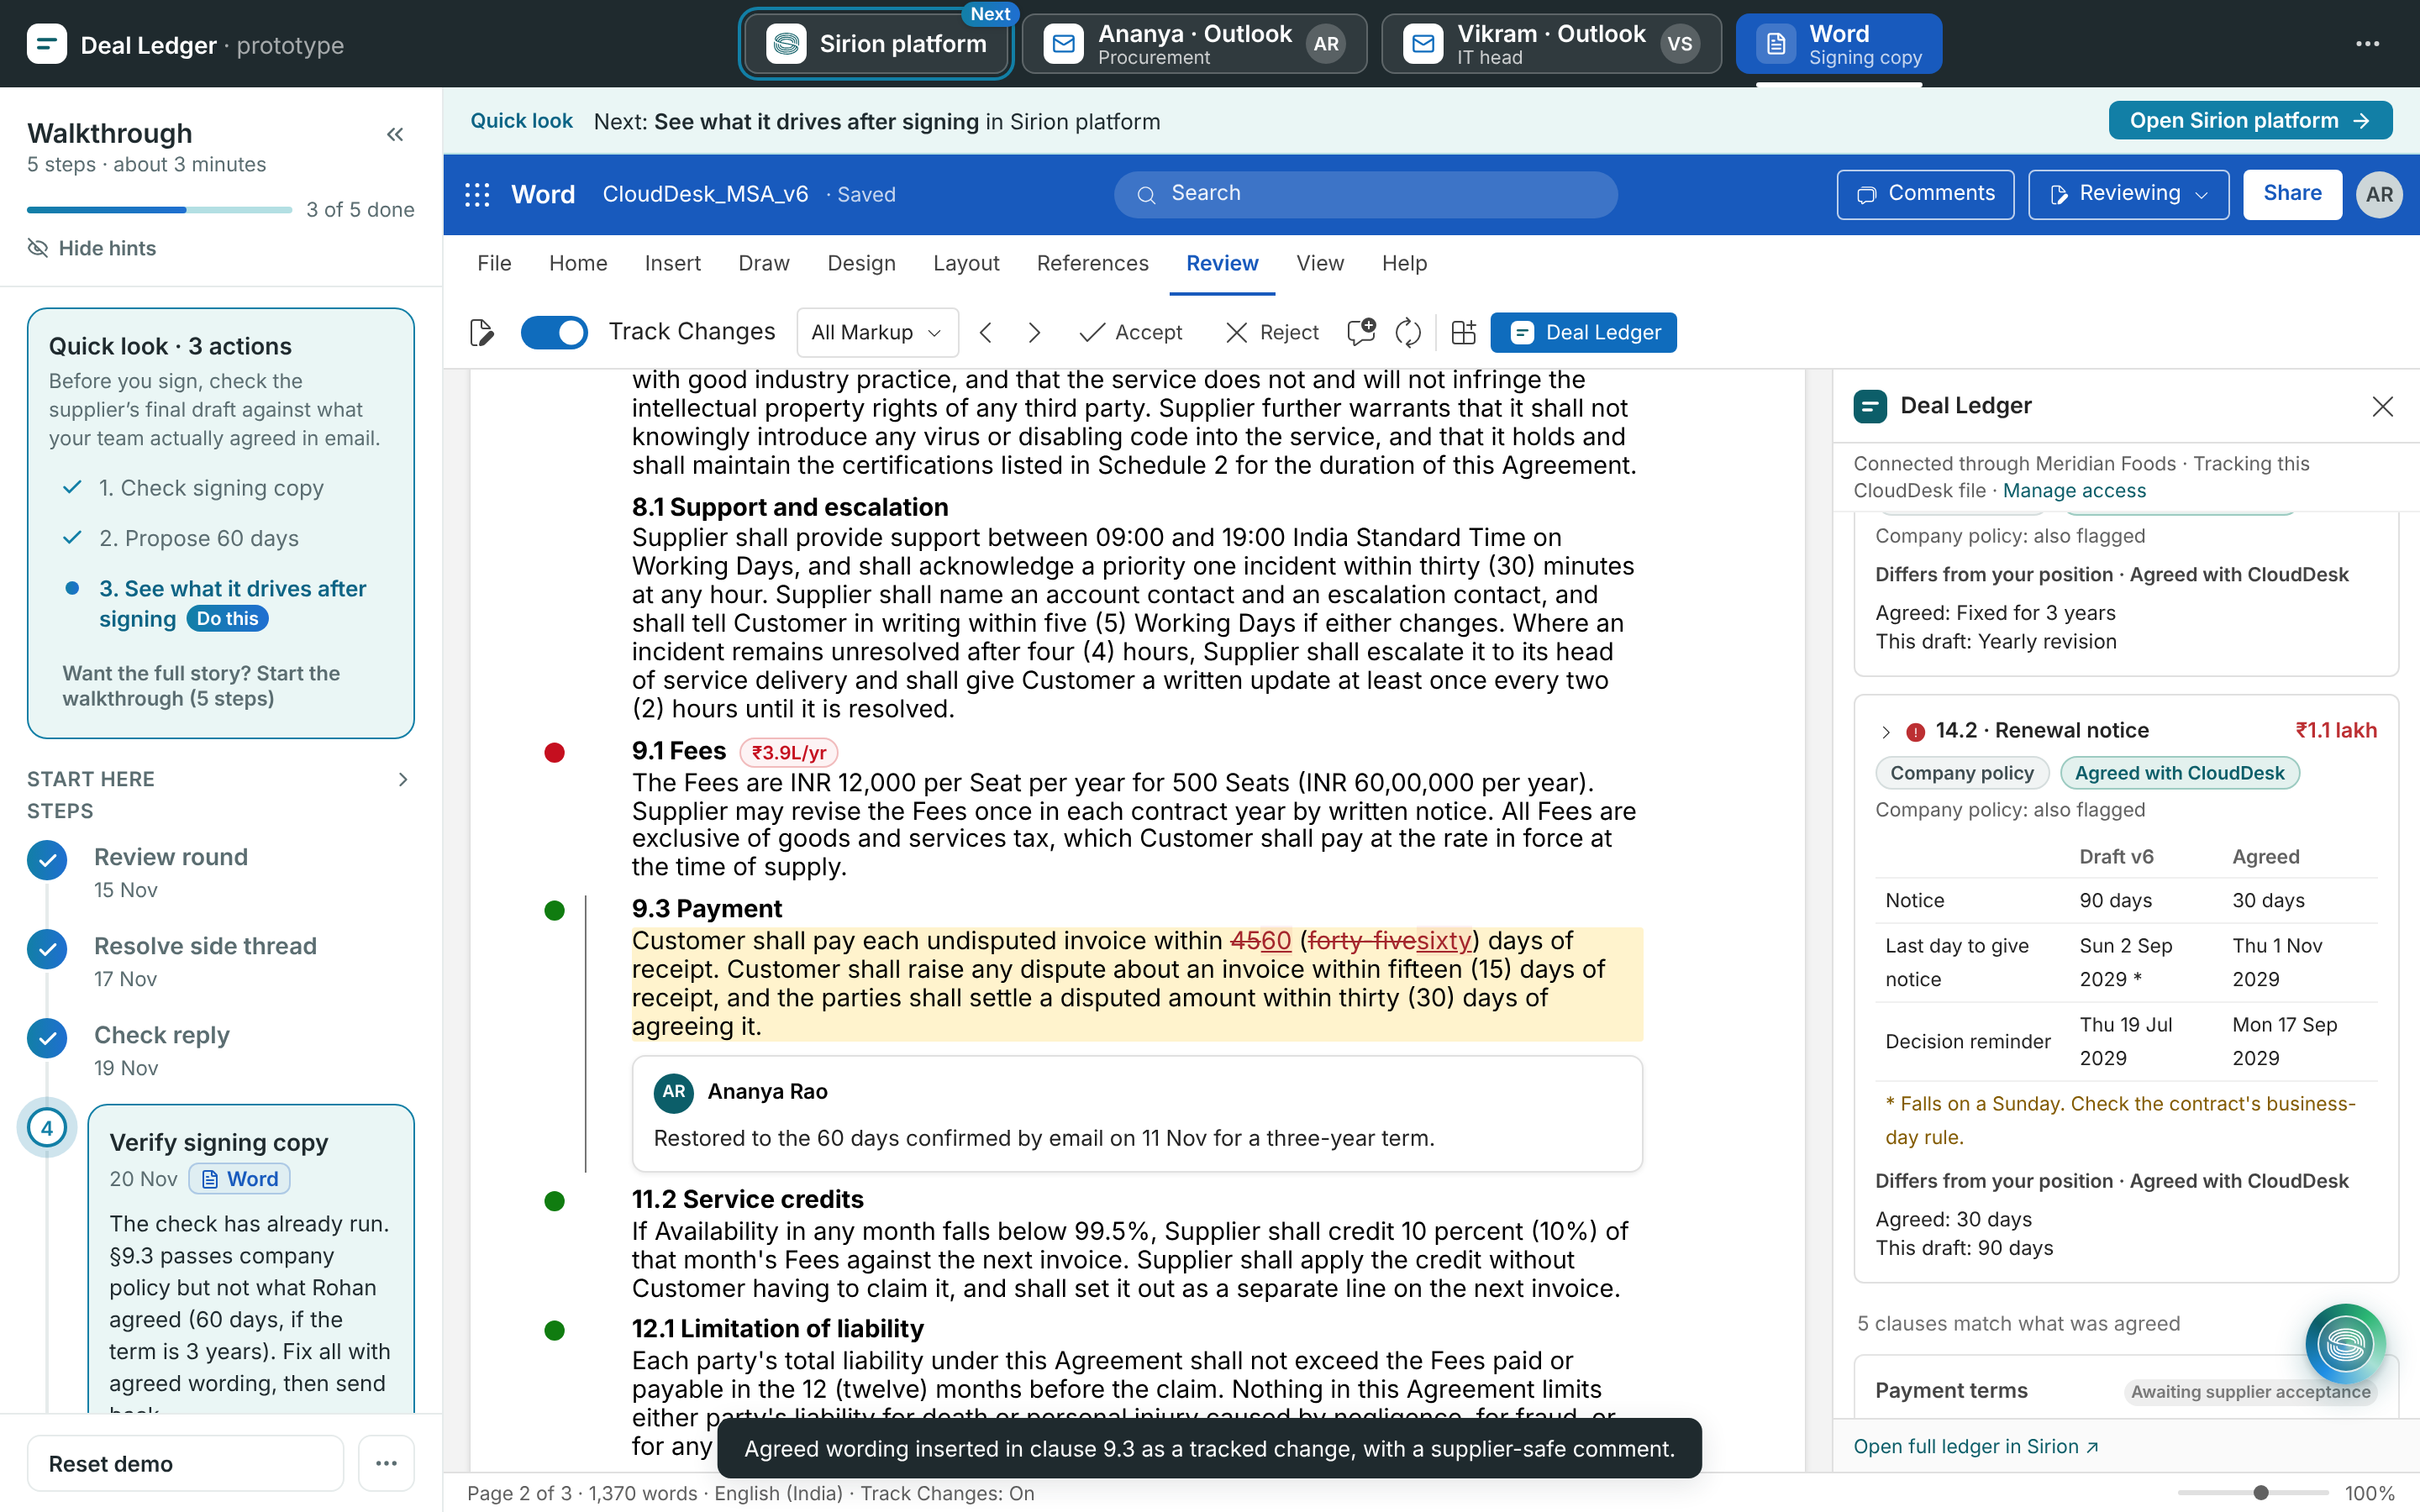 Deal Ledger · prototype
Sirion platform
Next
Ananya · Outlook
Procurement
AR
Vikram · Outlook
IT head
VS
Word
Signing copy
Walkthrough
5 steps · about 3 minutes
3 of 5 done
Hide hints
Quick look · 3 actions
Before you sign, check the
supplier's final draft against what
your team actually agreed in email.
1. Check signing copy
2. Propose 60 days
3. See what it drives after
signing Do this
Want the full story? Start the
walkthrough (5 steps)
START HERE
STEPS
Review round
15 Nov
Resolve side thread
17 Nov
Check reply
19 Nov
4
Verify signing copy
20 Nov Word
The check has already run.
§9.3 passes company
policy but not what Rohan
agreed (60 days, if the
term is 3 years). Fix all with
agreed wording, then send
Reset demo
Quick look Next: See what it drives after signing in Sirion platform
Open Sirion platform
Word CloudDesk_MSA_v6 · Saved
Search
Comments
Reviewing
Share
AR
File Home Insert Draw Design Layout References Review View Help
Track Changes All Markup Accept Reject Deal Ledger
with good industry practice, and that the service does not and will not infringe the
intellectual property rights of any third party. Supplier further warrants that it shall not
knowingly introduce any virus or disabling code into the service, and that it holds and
shall maintain the certifications listed in Schedule 2 for the duration of this Agreement.
8.1 Support and escalation
Supplier shall provide support between 09:00 and 19:00 India Standard Time on
Working Days, and shall acknowledge a priority one incident within thirty (30) minutes
at any hour. Supplier shall name an account contact and an escalation contact, and
shall tell Customer in writing within five (5) Working Days if either changes. Where an
incident remains unresolved after four (4) hours, Supplier shall escalate it to its head
of service delivery and shall give Customer a written update at least once every two
(2) hours until it is resolved.
9.1 Fees ₹3.9L/yr
The Fees are INR 12,000 per Seat per year for 500 Seats (INR 60,00,000 per year).
Supplier may revise the Fees once in each contract year by written notice. All Fees are
exclusive of goods and services tax, which Customer shall pay at the rate in force at
the time of supply.
9.3 Payment
Customer shall pay each undisputed invoice within 4560 (forty-fivesixty) days of
receipt. Customer shall raise any dispute about an invoice within fifteen (15) days of
receipt, and the parties shall settle a disputed amount within thirty (30) days of
agreeing it.
AR
Ananya Rao
Restored to the 60 days confirmed by email on 11 Nov for a three-year term.
11.2 Service credits
If Availability in any month falls below 99.5%, Supplier shall credit 10 percent (10%) of
that month's Fees against the next invoice. Supplier shall apply the credit without
Customer having to claim it, and shall set it out as a separate line on the next invoice.
12.1 Limitation of liability
Each party's total liability under this Agreement shall not exceed the Fees paid or
payable in the 12 (twelve) months before the claim. Nothing in this Agreement limits
either party's liability for death or personal injury caused by negligence, for fraud, or
for any
Agreed wording inserted in clause 9.3 as a tracked change, with a supplier-safe comment.
Page 2 of 3 · 1,370 words · English (India) · Track Changes: On
100%
Deal Ledger
Connected through Meridian Foods · Tracking this
CloudDesk file · Manage access
Company policy: also flagged
Differs from your position · Agreed with CloudDesk
Agreed: Fixed for 3 years
This draft: Yearly revision
14.2 · Renewal notice ₹1.1 lakh
Company policy Agreed with CloudDesk
Company policy: also flagged
Draft v6 Agreed
Notice 90 days 30 days
Last day to give notice Sun 2 Sep 2029 * Thu 1 Nov 2029
Decision reminder Thu 19 Jul 2029 Mon 17 Sep 2029
* Falls on a Sunday. Check the contract's business-
day rule.
Differs from your position · Agreed with CloudDesk
Agreed: 30 days
This draft: 90 days
5 clauses match what was agreed
Payment terms Awaiting supplier acceptance
Open full ledger in Sirion ↗